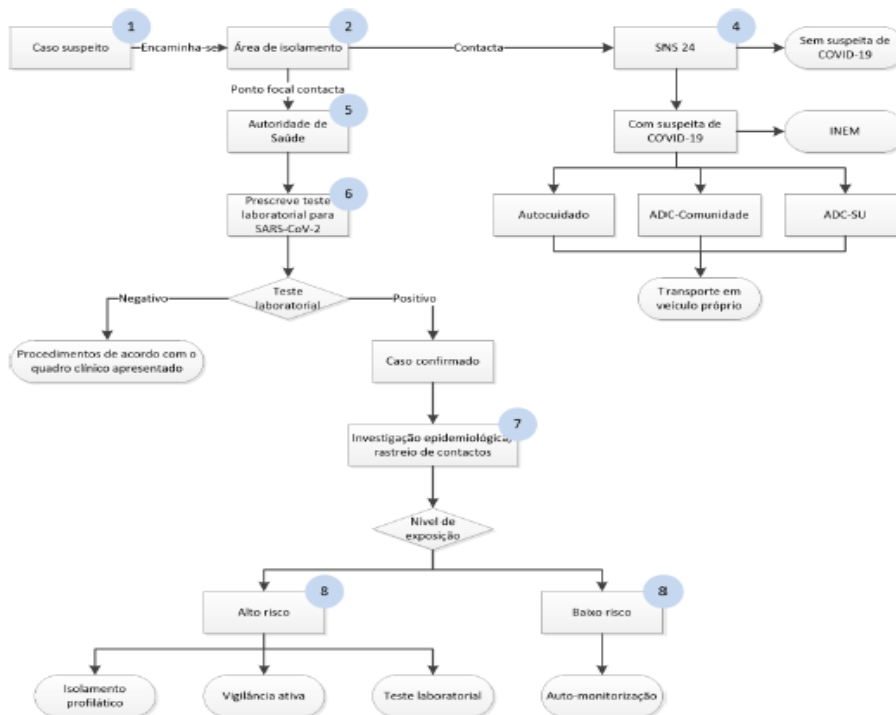 1
Caso suspeito
Encaminha-se
2
Área de isolamento
Contacta
4
SNS 24
Sem suspeita de
COVID-19
Ponto focal contacta
5
Autoridade de
Saúde
Com suspeita de
COVID-19
INEM
6
Prescreve teste
laboratorial para
SARS-CoV-2
Autocuidado
ADC-Comunidade
ADC-SU
Teste
laboratorial
Negativo
Positivo
Transporte em
veículo próprio
Procedimentos de acordo com o
quadro clínico apresentado
Caso confirmado
7
Investigação epidemiológica,
rastreio de contactos
Nível de
exposição
8
Alto risco
8
Baixo risco
Isolamento
profilático
Vigilância ativa
Teste laboratorial
Auto-monitorização